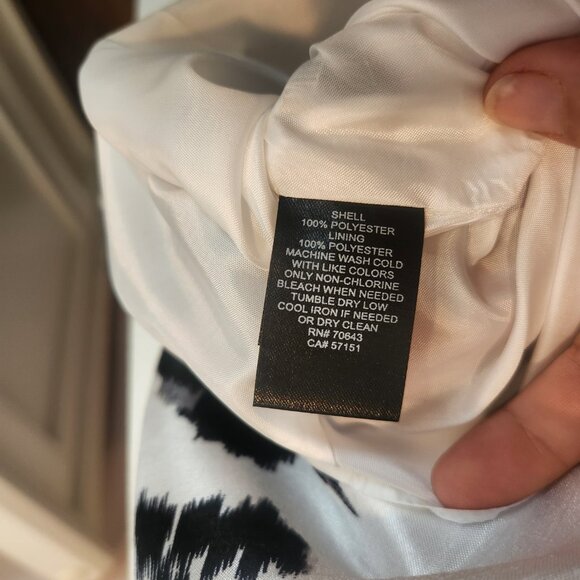 SHELL
100% POLYESTER
LINING
100% POLYESTER
MACHINE WASH COLD
WITH LIKE COLORS
ONLY NON-CHLORINE
BLEACH WHEN NEEDED
TUMBLE DRY LOW
COOL IRON IF NEEDED
OR DRY CLEAN
RN# 70643
CA# 57151